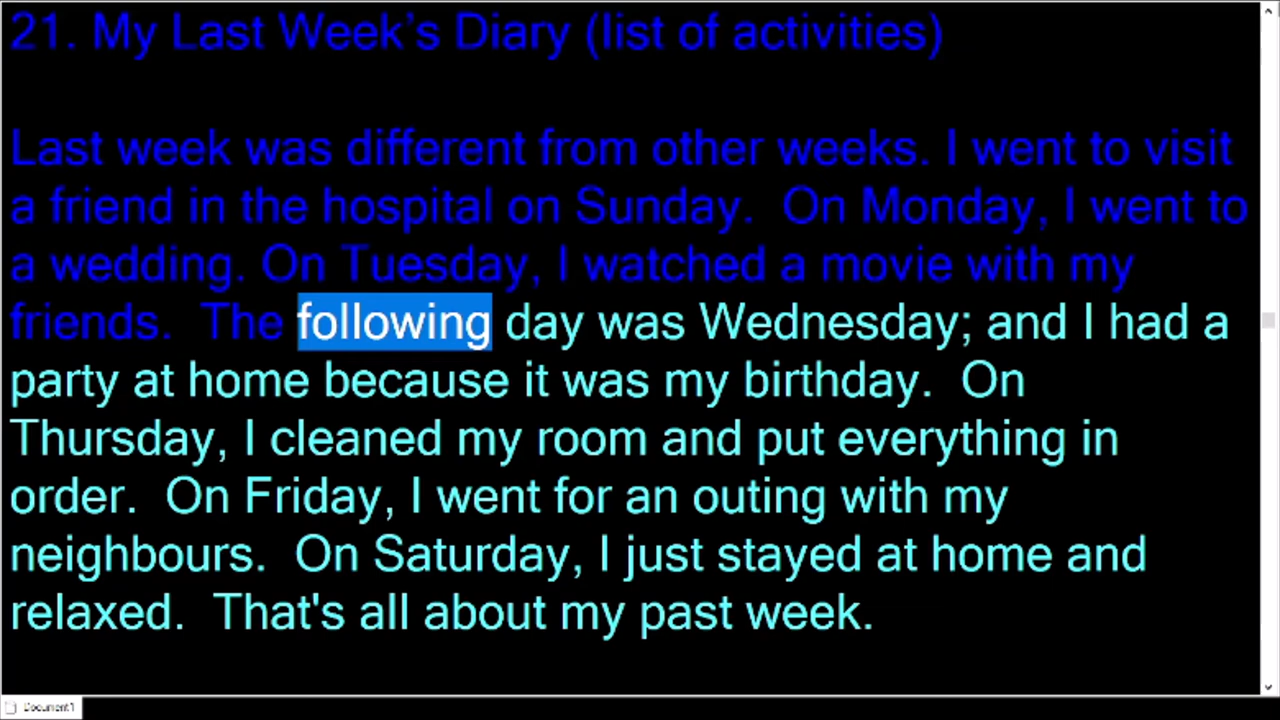 21. My Last Week’s Diary (list of activities)
Last week was different from other weeks. I went to visit
a friend in the hospital on Sunday.  On Monday, I went to
a wedding. On Tuesday, I watched a movie with my
friends.  The following day was Wednesday; and I had a
party at home because it was my birthday.  On
Thursday, I cleaned my room and put everything in
order.  On Friday, I went for an outing with my
neighbours.  On Saturday, I just stayed at home and
relaxed.  That's all about my past week.
Document1